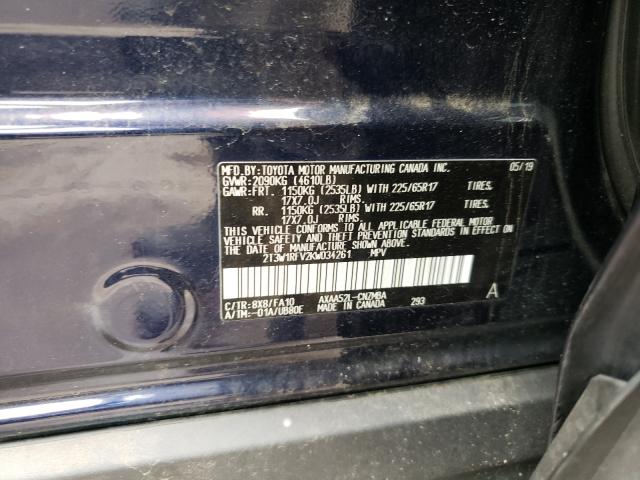 MFD.BY:TOYOTA MOTOR MANUFACTURING CANADA INC. 05/19
GVWR:2090KG (4610LB)
GAWR:FRT. 1150KG (2535LB) WITH 225/65R17 TIRES.
17X7.0J RIMS.
RR. 1150KG (2535LB) WITH 225/65R17 TIRES.
17X7.0J RIMS.
THIS VEHICLE CONFORMS TO ALL APPLICABLE FEDERAL MOTOR
VEHICLE SAFETY AND THEFT PREVENTION STANDARDS IN EFFECT ON
THE DATE OF MANUFACTURE SHOWN ABOVE.
2T3W1RFV2KW034261 MPV
C/TR:8X8/FA10 AXAA52L-CNZMBA 293 A
A/TM:-01A/UB80E MADE IN CANADA